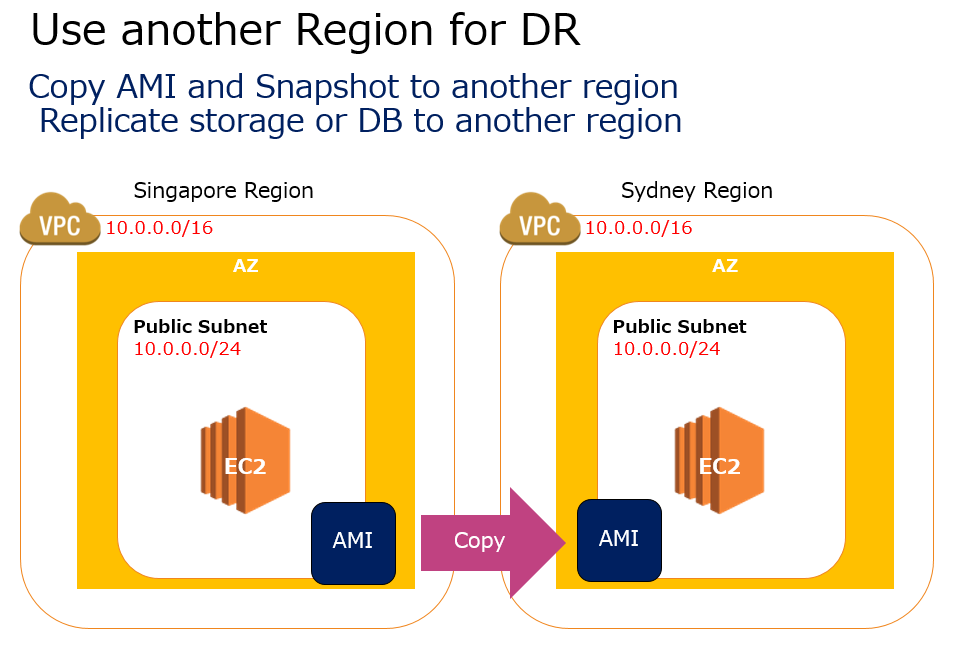 Use another Region for DR
Copy AMI and Snapshot to another region
Replicate storage or DB to another region
Singapore Region
VPC
10.0.0.0/16
AZ
Public Subnet
10.0.0.0/24
EC2
AMI
Copy
Sydney Region
VPC
10.0.0.0/16
AZ
Public Subnet
10.0.0.0/24
EC2
AMI